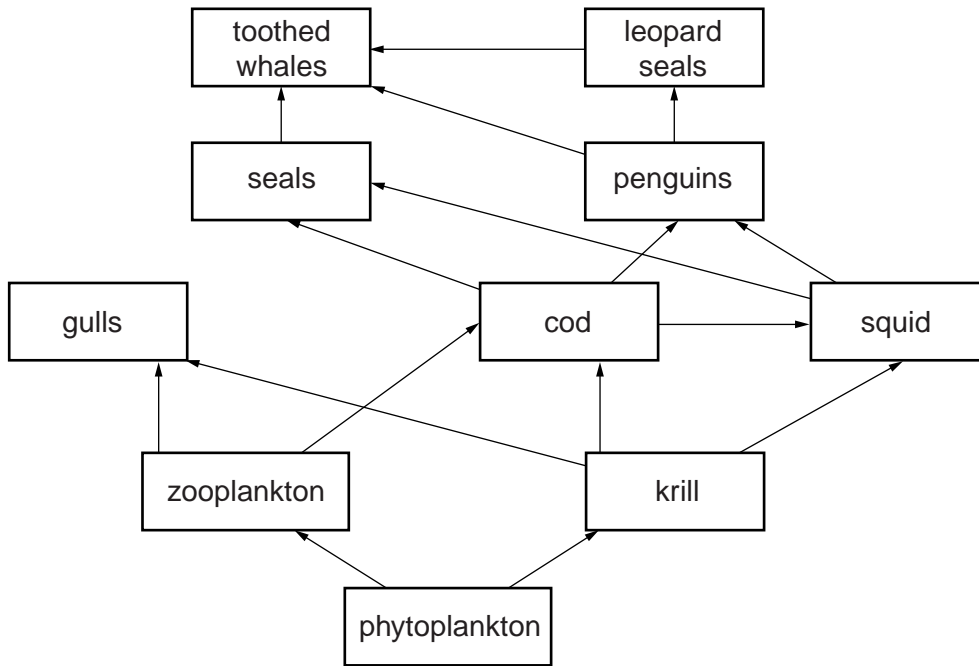 toothed
whales
leopard
seals
seals
penguins
gulls
cod
squid
zooplankton
krill
phytoplankton